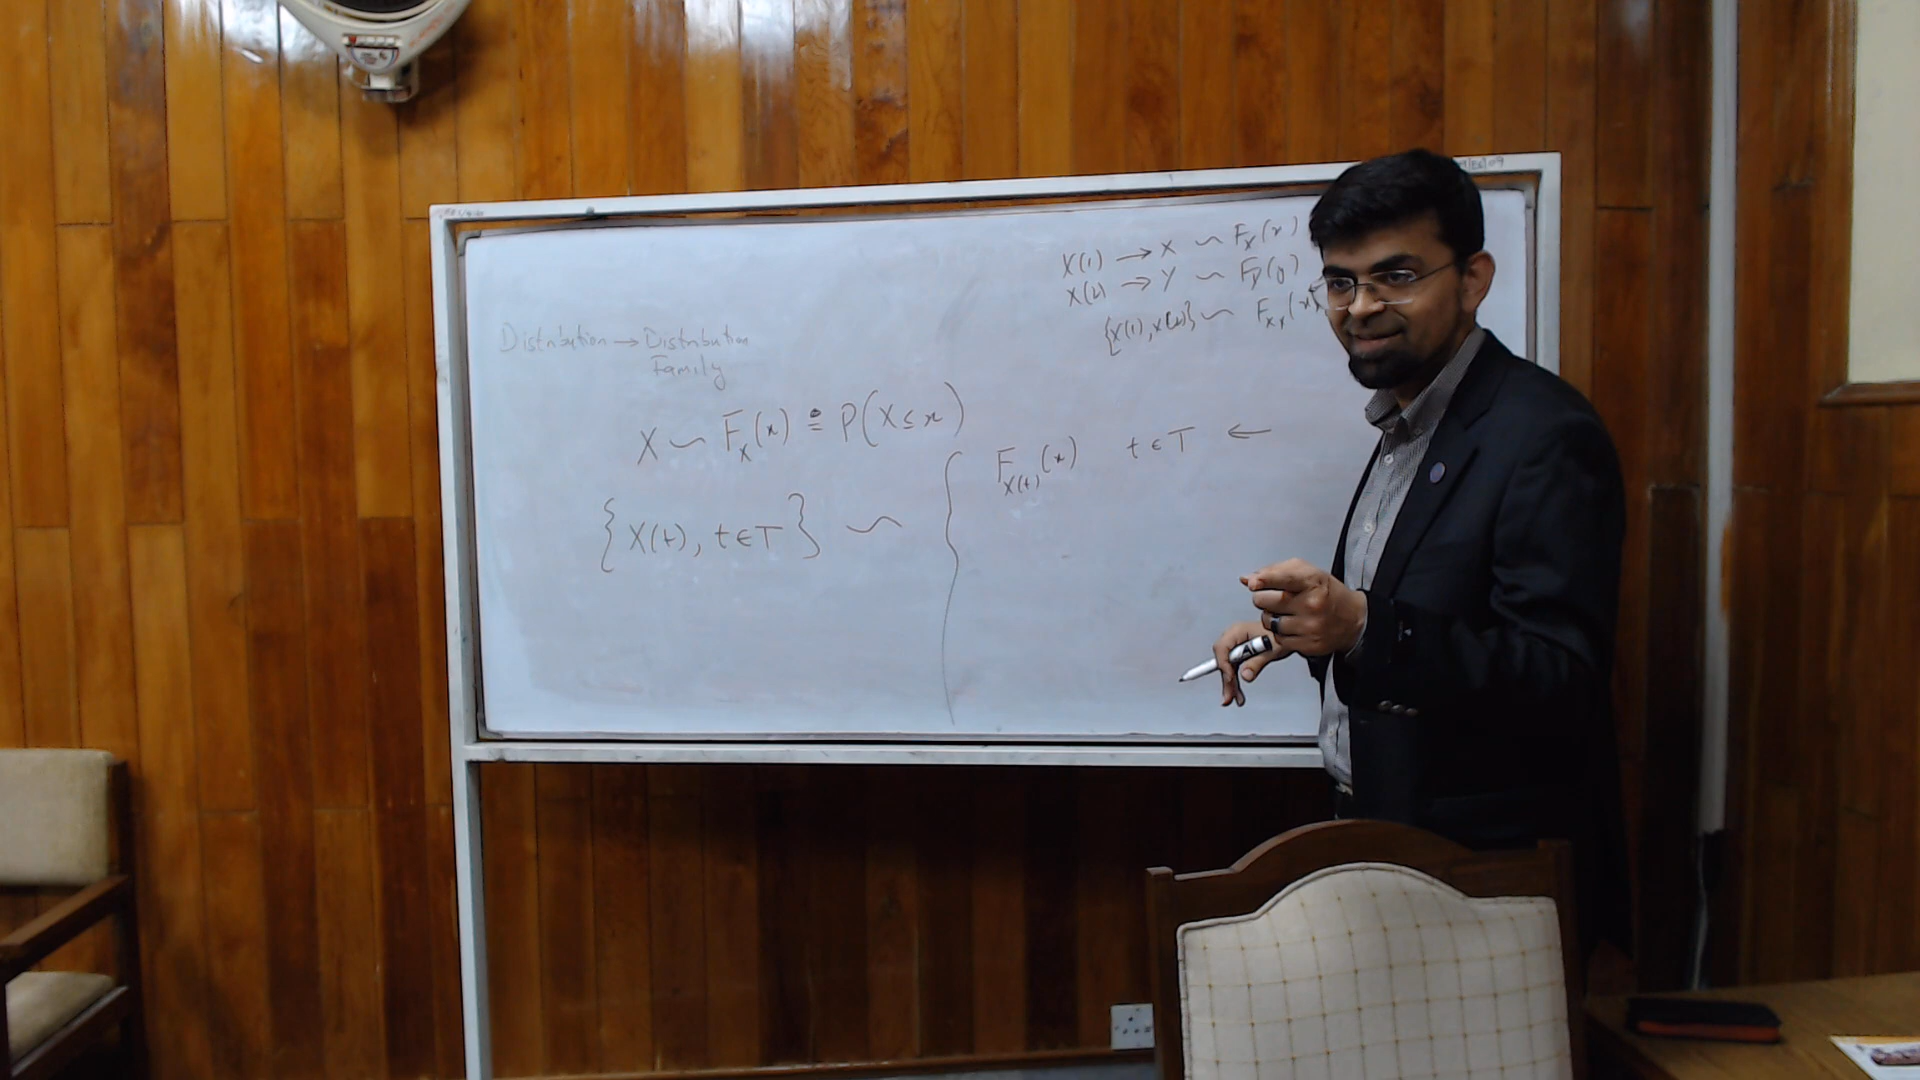 X(1) → X ~ F_X(x)
X(2) → Y ~ F_Y(y)
{X(1), X(2)} ~ F_XY(x
Distribution → Distribution
Family
X ~ F_X(x) ≐ P(X ≤ x)
{X(t), t ∈ T} ~ { F_X(t)(x) t ∈ T ←